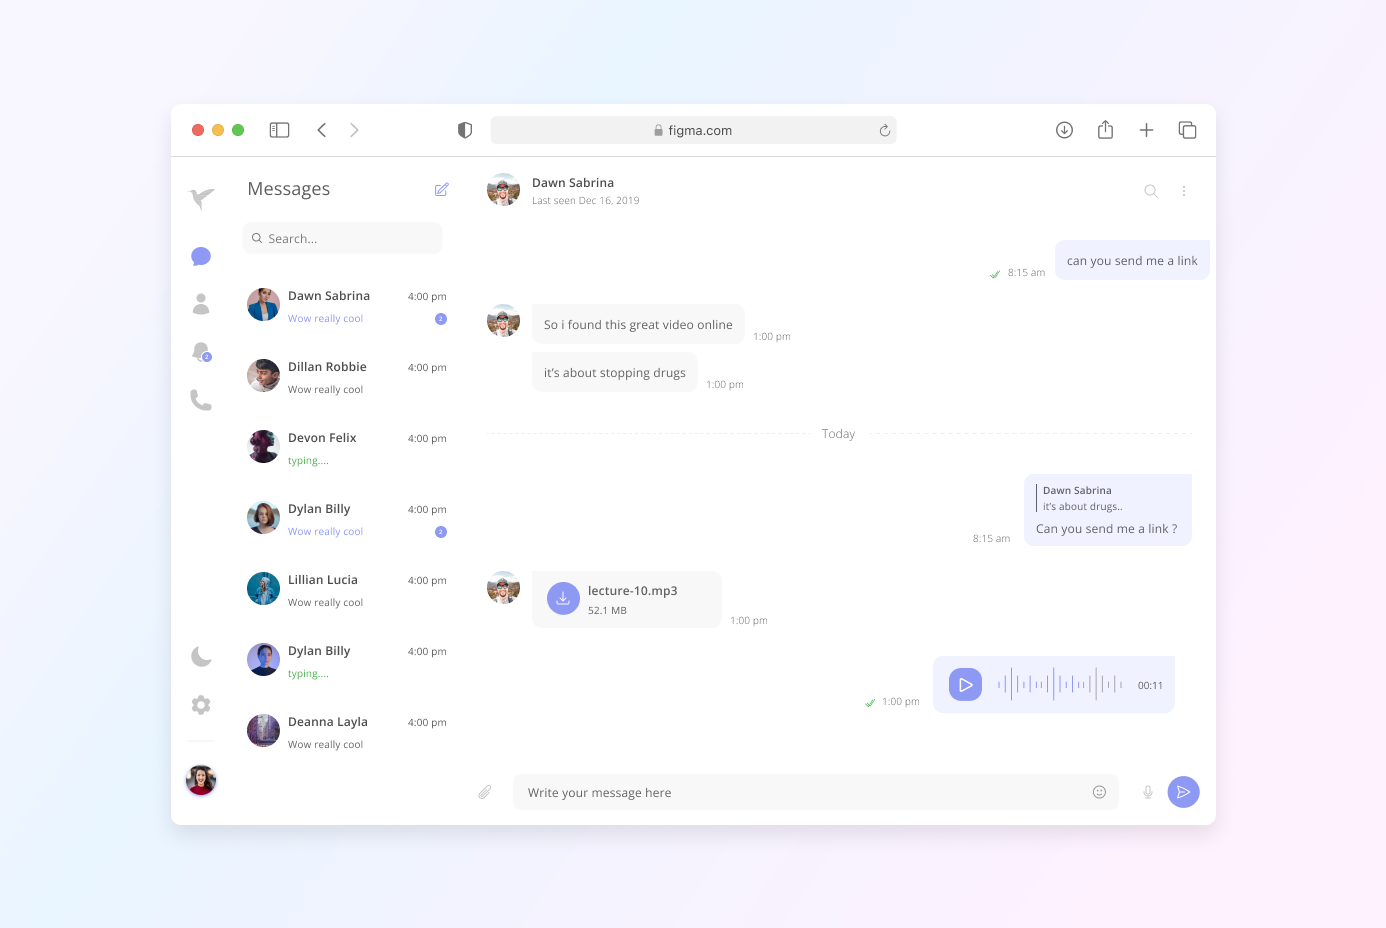 figma.com
Messages
Search...
2
Dawn Sabrina
4:00 pm
Wow really cool
2
Dillan Robbie
4:00 pm
Wow really cool
Devon Felix
4:00 pm
typing....
Dylan Billy
4:00 pm
Wow really cool
2
Lillian Lucia
4:00 pm
Wow really cool
Dylan Billy
4:00 pm
typing....
Deanna Layla
4:00 pm
Wow really cool
Dawn Sabrina
Last seen Dec 16, 2019
can you send me a link
8:15 am
So i found this great video online
1:00 pm
it's about stopping drugs
1:00 pm
Today
Dawn Sabrina
it's about drugs..
Can you send me a link ?
8:15 am
lecture-10.mp3
52.1 MB
1:00 pm
00:11
1:00 pm
Write your message here